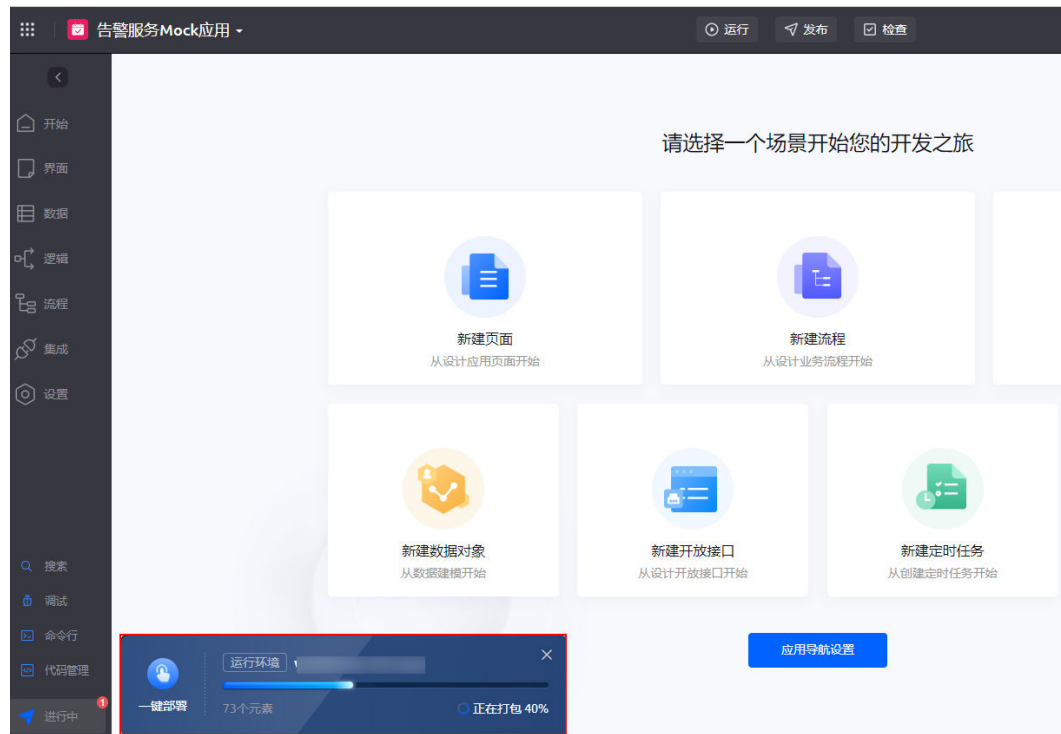 告警服务Mock应用
运行
发布
检查
开始
界面
数据
逻辑
流程
集成
设置
搜索
调试
命令行
代码管理
进行中
1
请选择一个场景开始您的开发之旅
新建页面
从设计应用页面开始
新建流程
从设计业务流程开始
新建数据对象
从数据建模开始
新建开放接口
从设计开放接口开始
新建定时任务
从创建定时任务开始
应用导航设置
一键部署
运行环境
73个元素
正在打包 40%